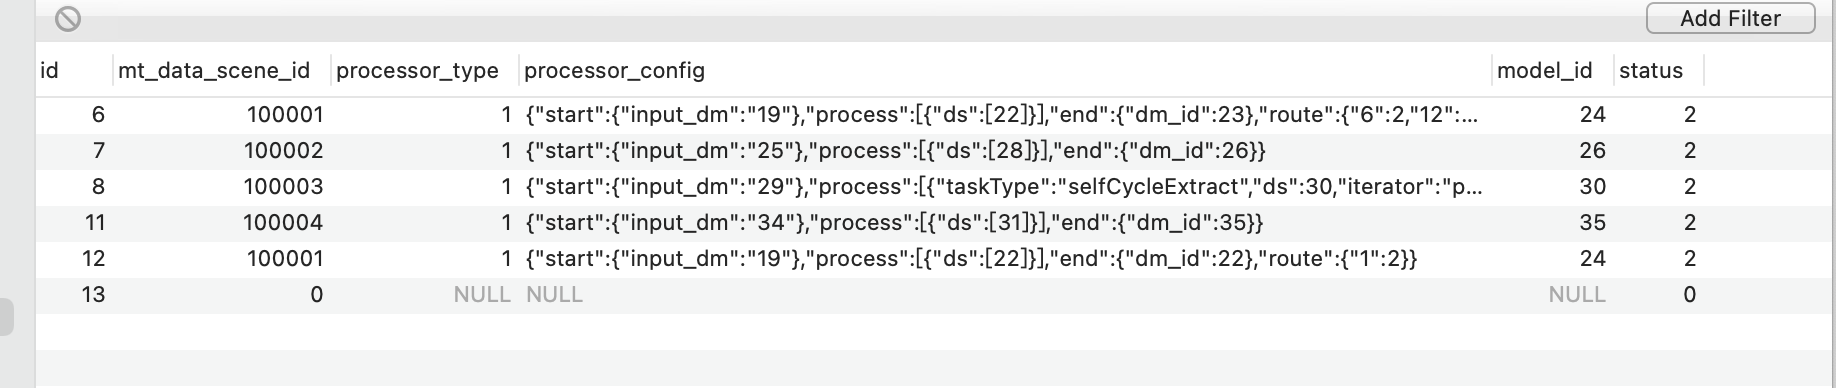 Add Filter
id mt_data_scene_id processor_type processor_config model_id status
6 100001 1 {"start":{"input_dm":"19"},"process":[{"ds":[22]}],"end":{"dm_id":23},"route":{"6":2,"12":... 24 2
7 100002 1 {"start":{"input_dm":"25"},"process":[{"ds":[28]}],"end":{"dm_id":26}} 26 2
8 100003 1 {"start":{"input_dm":"29"},"process":[{"taskType":"selfCycleExtract","ds":30,"iterator":"p... 30 2
11 100004 1 {"start":{"input_dm":"34"},"process":[{"ds":[31]}],"end":{"dm_id":35}} 35 2
12 100001 1 {"start":{"input_dm":"19"},"process":[{"ds":[22]}],"end":{"dm_id":22},"route":{"1":2}} 24 2
13 0 NULL NULL NULL 0